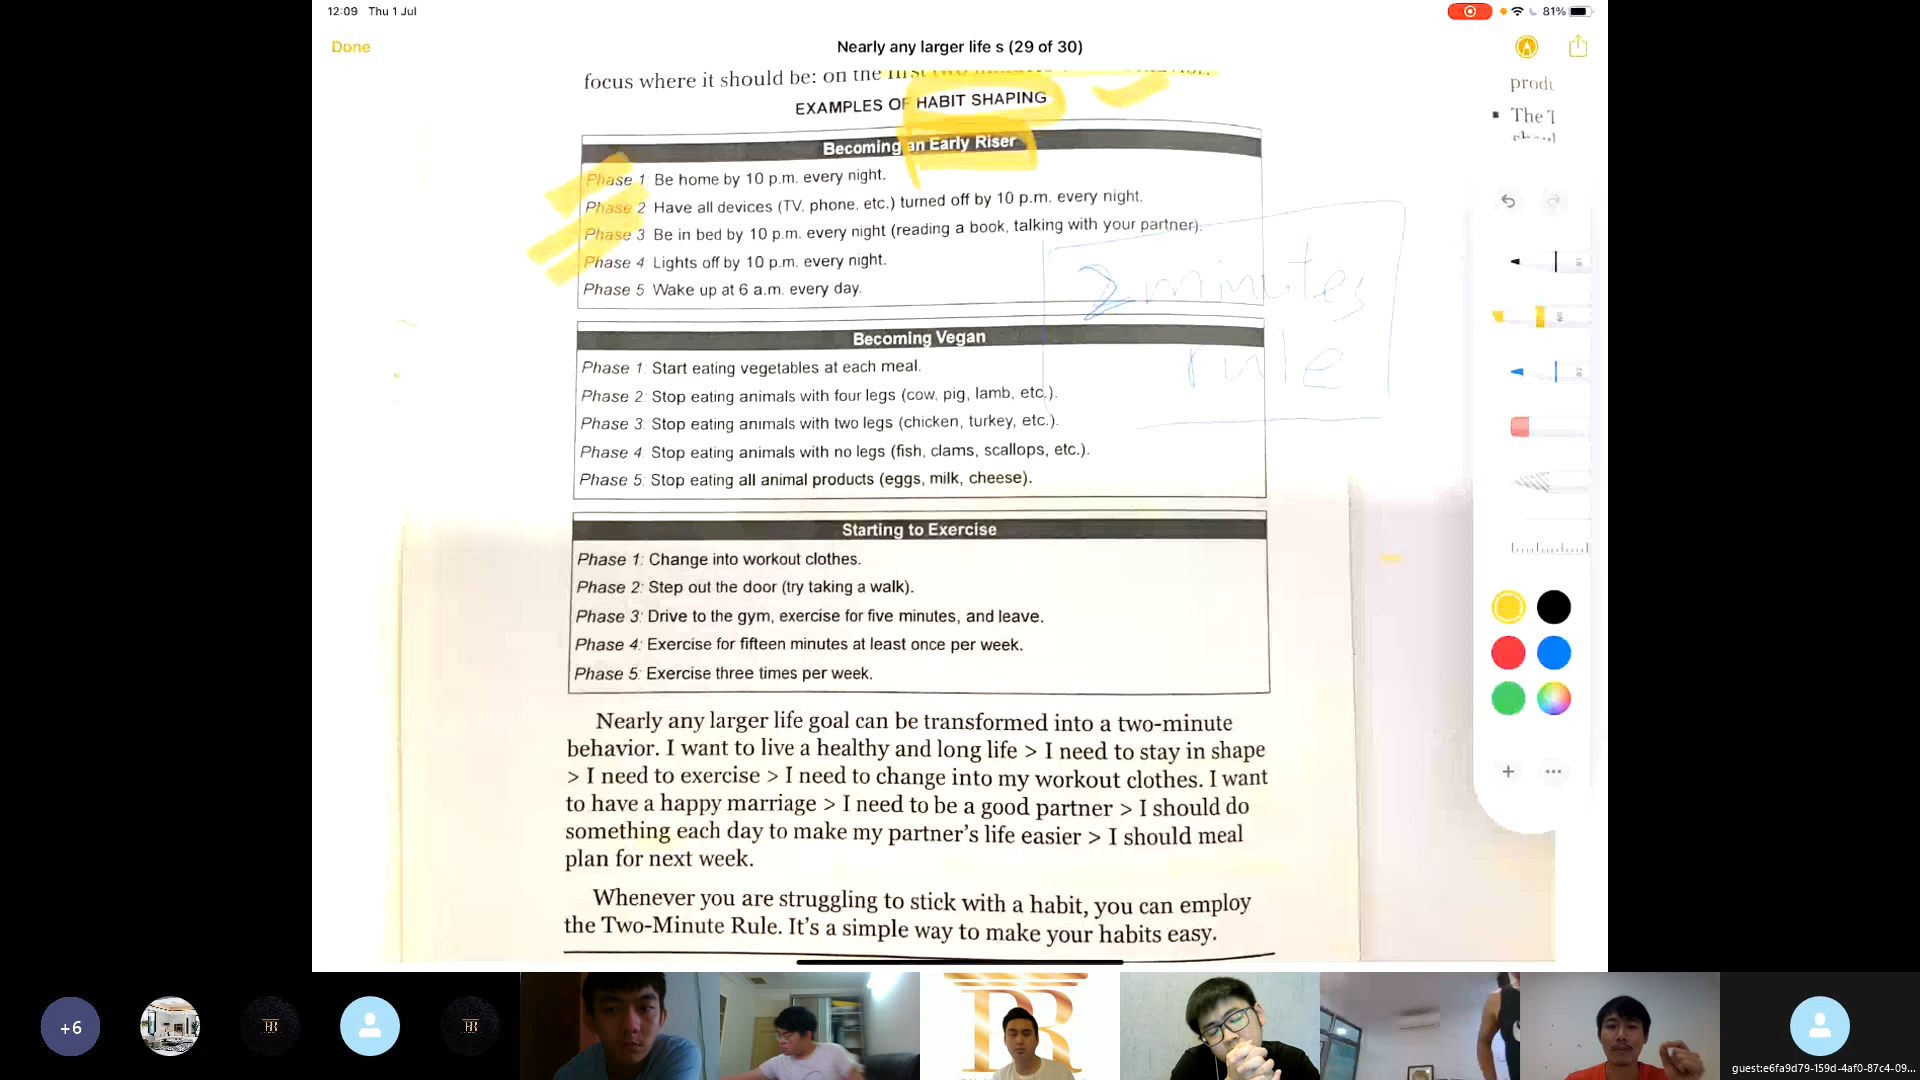 12:09 Thu 1 Jul
81%
Done
Nearly any larger life s (29 of 30)
focus where it should be: on the first two
EXAMPLES OF HABIT SHAPING
Becoming an Early Riser
Phase 1: Be home by 10 p.m. every night.
Phase 2: Have all devices (TV, phone, etc.) turned off by 10 p.m. every night.
Phase 3: Be in bed by 10 p.m. every night (reading a book, talking with your partner).
Phase 4: Lights off by 10 p.m. every night.
Phase 5: Wake up at 6 a.m. every day.
2 minutes
rule
Becoming Vegan
Phase 1: Start eating vegetables at each meal.
Phase 2: Stop eating animals with four legs (cow, pig, lamb, etc.).
Phase 3: Stop eating animals with two legs (chicken, turkey, etc.).
Phase 4: Stop eating animals with no legs (fish, clams, scallops, etc.).
Phase 5: Stop eating all animal products (eggs, milk, cheese).
Starting to Exercise
Phase 1: Change into workout clothes.
Phase 2: Step out the door (try taking a walk).
Phase 3: Drive to the gym, exercise for five minutes, and leave.
Phase 4: Exercise for fifteen minutes at least once per week.
Phase 5: Exercise three times per week.
Nearly any larger life goal can be transformed into a two-minute
behavior. I want to live a healthy and long life > I need to stay in shape
> I need to exercise > I need to change into my workout clothes. I want
to have a happy marriage > I need to be a good partner > I should do
something each day to make my partner's life easier > I should meal
plan for next week.
Whenever you are struggling to stick with a habit, you can employ
the Two-Minute Rule. It's a simple way to make your habits easy.
produ
▪ The T
97
60
82
+6
guest:e6fa9d79-159d-4af0-87c4-09...